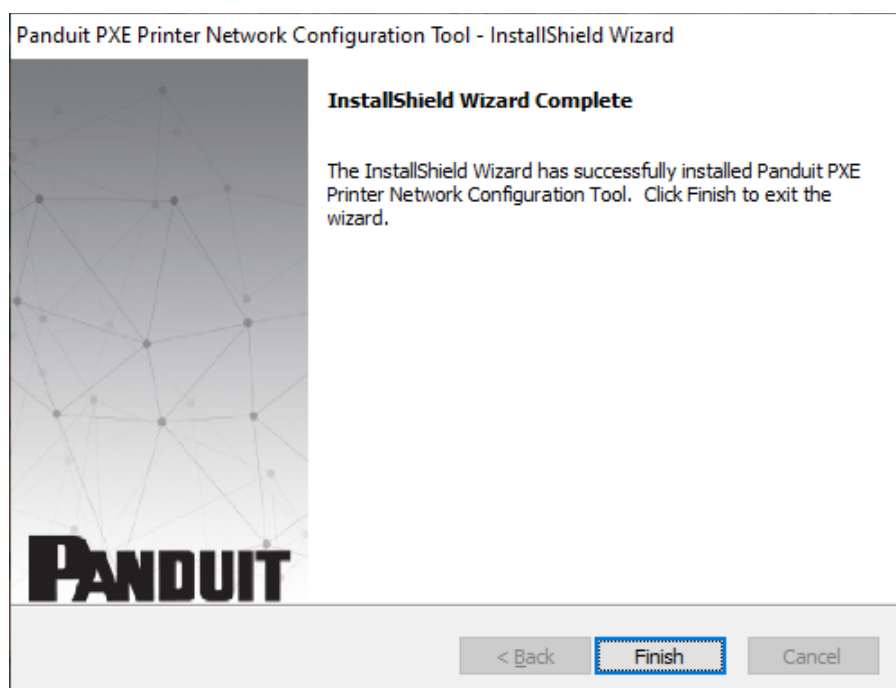 Panduit PXE Printer Network Configuration Tool - InstallShield Wizard
InstallShield Wizard Complete
The InstallShield Wizard has successfully installed Panduit PXE
Printer Network Configuration Tool.  Click Finish to exit the
wizard.
PANDUIT
< Back
Finish
Cancel